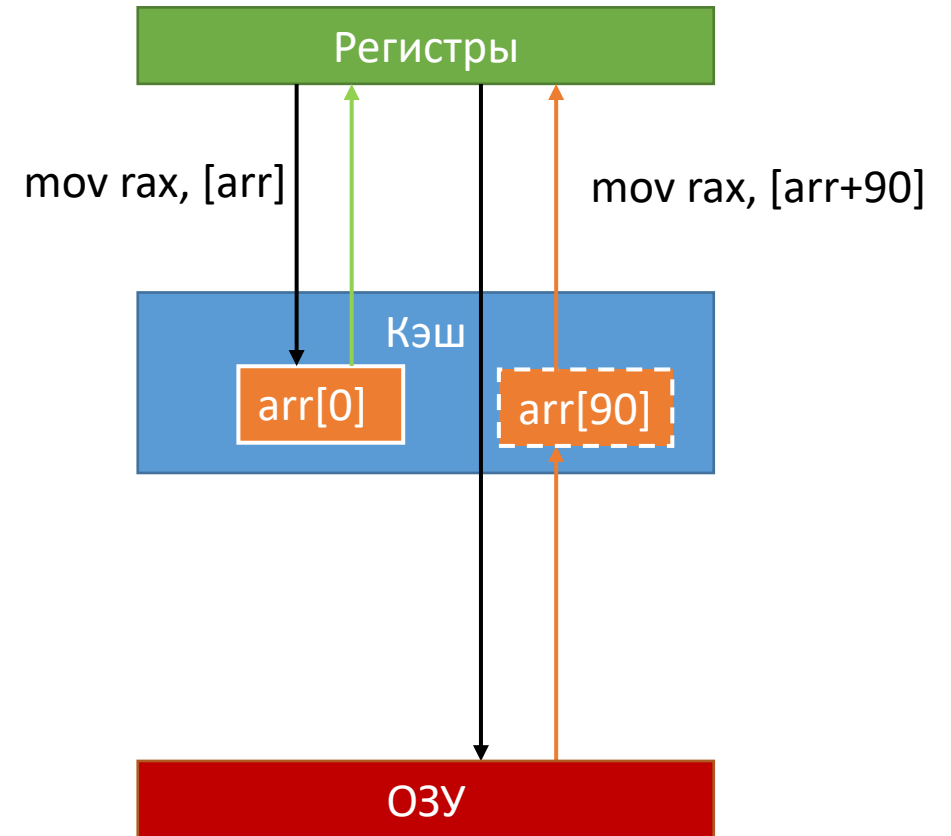 Регистры
mov rax, [arr]
mov rax, [arr+90]
Кэш
arr[0]
arr[90]
ОЗУ